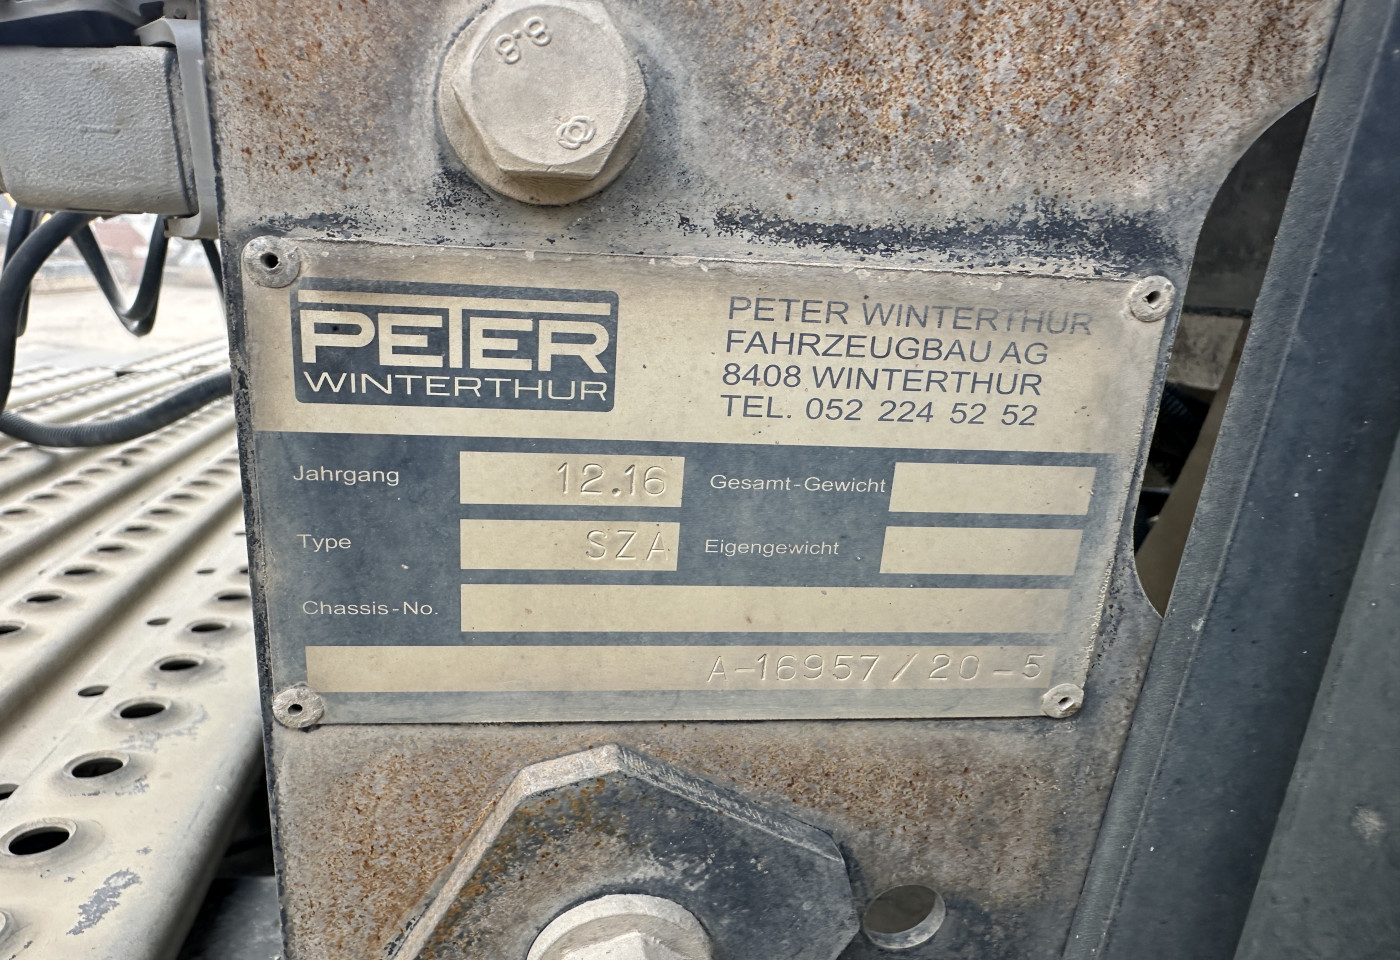 8.8
PETER
WINTERTHUR
PETER WINTERTHUR
FAHRZEUGBAU AG
8408 WINTERTHUR
TEL. 052 224 52 52
Jahrgang 12.16 Gesamt-Gewicht
Type SZA Eigengewicht
Chassis-No.
A-16957/20-5